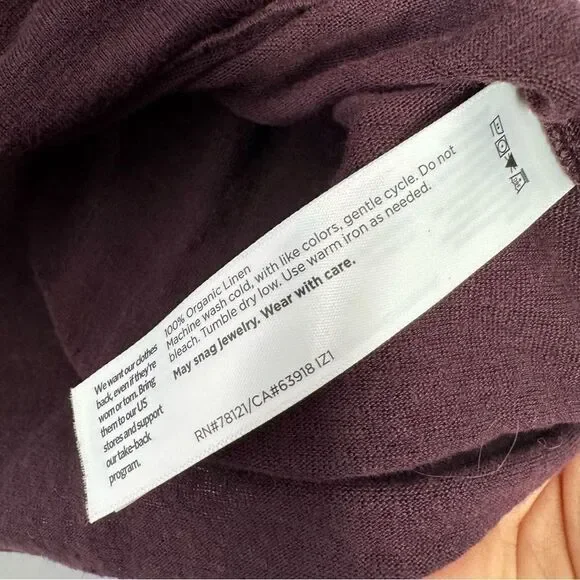 100% Organic Linen
Machine wash cold, with like colors, gentle cycle. Do not
bleach. Tumble dry low. Use warm iron as needed.
May snag jewelry. Wear with care.
RN#78121/CA#63918 IZ1
We want our clothes
back, even if they're
worn or torn. Bring
them to our US
stores and support
our take-back
program.